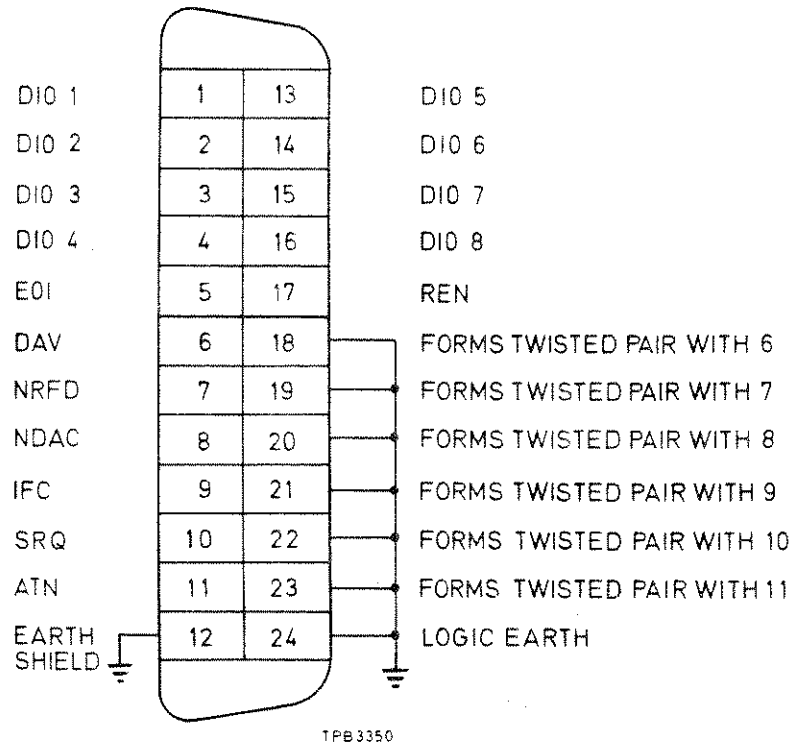 DIO 1 1 13 DIO 5
DIO 2 2 14 DIO 6
DIO 3 3 15 DIO 7
DIO 4 4 16 DIO 8
EOI 5 17 REN
DAV 6 18 FORMS TWISTED PAIR WITH 6
NRFD 7 19 FORMS TWISTED PAIR WITH 7
NDAC 8 20 FORMS TWISTED PAIR WITH 8
IFC 9 21 FORMS TWISTED PAIR WITH 9
SRQ 10 22 FORMS TWISTED PAIR WITH 10
ATN 11 23 FORMS TWISTED PAIR WITH 11
EARTH 12 24 LOGIC EARTH
SHIELD
TPB3350